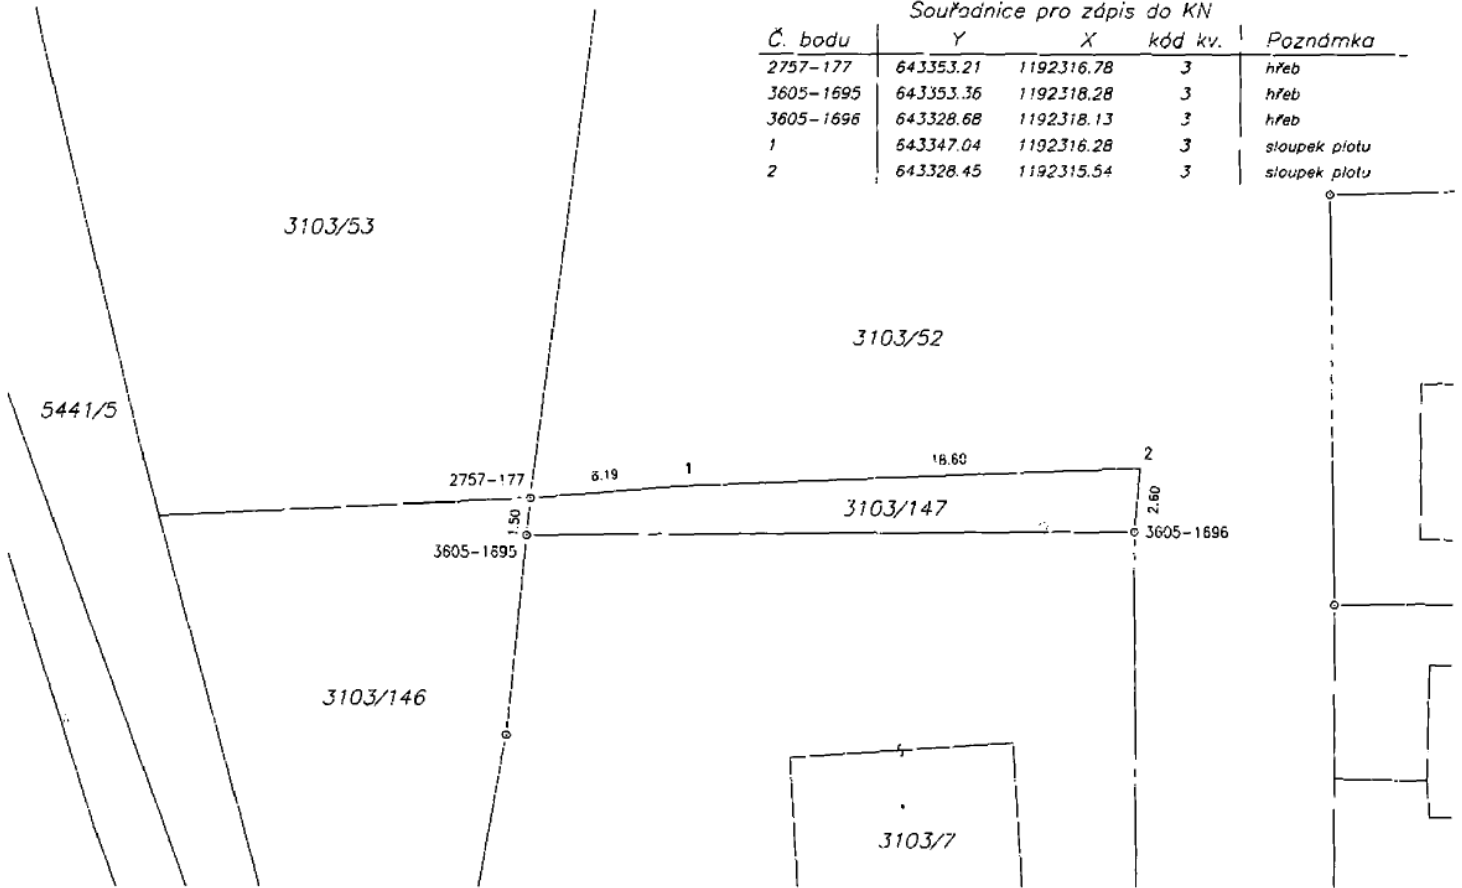 Souřadnice pro zápis do KN
Č. bodu Y X kód kv. Poznámka
2757-177 643353.21 1192316.78 3 hřeb
3605-1695 643353.36 1192318.28 3 hřeb
3605-1696 643328.68 1192318.13 3 hřeb
1 643347.04 1192316.28 3 sloupek plotu
2 643328.45 1192315.54 3 sloupek plotu
3103/53
3103/52
5441/5
2757-177
6.19
1
18.60
2
1.50
3103/147
2.60
3605-1695
3605-1696
3103/146
3103/7